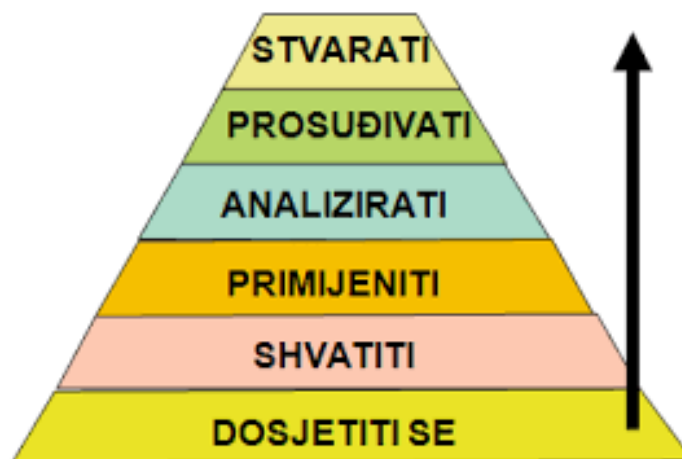 STVARATI
PROSUĐIVATI
ANALIZIRATI
PRIMIJENITI
SHVATITI
DOSJETITI SE